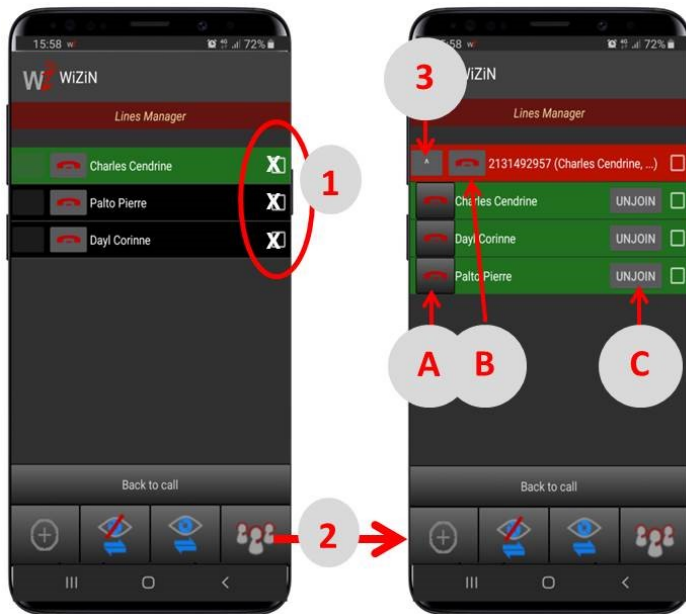 15:58 W 72%
Wi WiZiN
Lines Manager
Charles Cendrine X
Palto Pierre X
Dayl Corinne X
1
Back to call
2
:58 W 72%
3
WiZiN
Lines Manager
^ 2131492957 (Charles Cendrine, ...)
Charles Cendrine UNJOIN
Dayl Corinne UNJOIN
Palto Pierre UNJOIN
A B C
Back to call